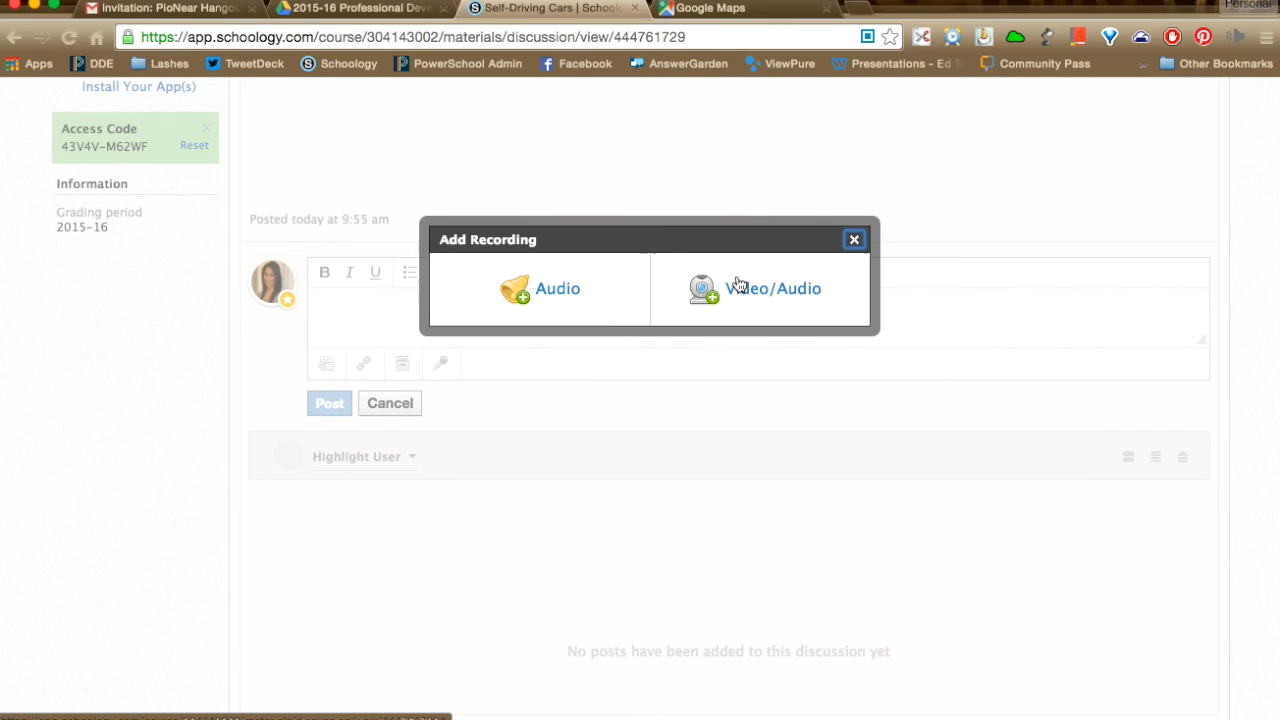 Personal
Invitation: PioNear Hangou
2015-16 Professional Deve
Self-Driving Cars | Schoolo
Google Maps
https://app.schoology.com/course/304143002/materials/discussion/view/444761729
Apps DDE Lashes TweetDeck Schoology PowerSchool Admin Facebook AnswerGarden ViewPure Presentations - Ed T Community Pass » Other Bookmarks
Install Your App(s)
Access Code
43V4V-M62WF Reset
Information
Grading period
2015-16
Posted today at 9:55 am
Add Recording
Audio
Video/Audio
B I U
Post Cancel
Highlight User
No posts have been added to this discussion yet